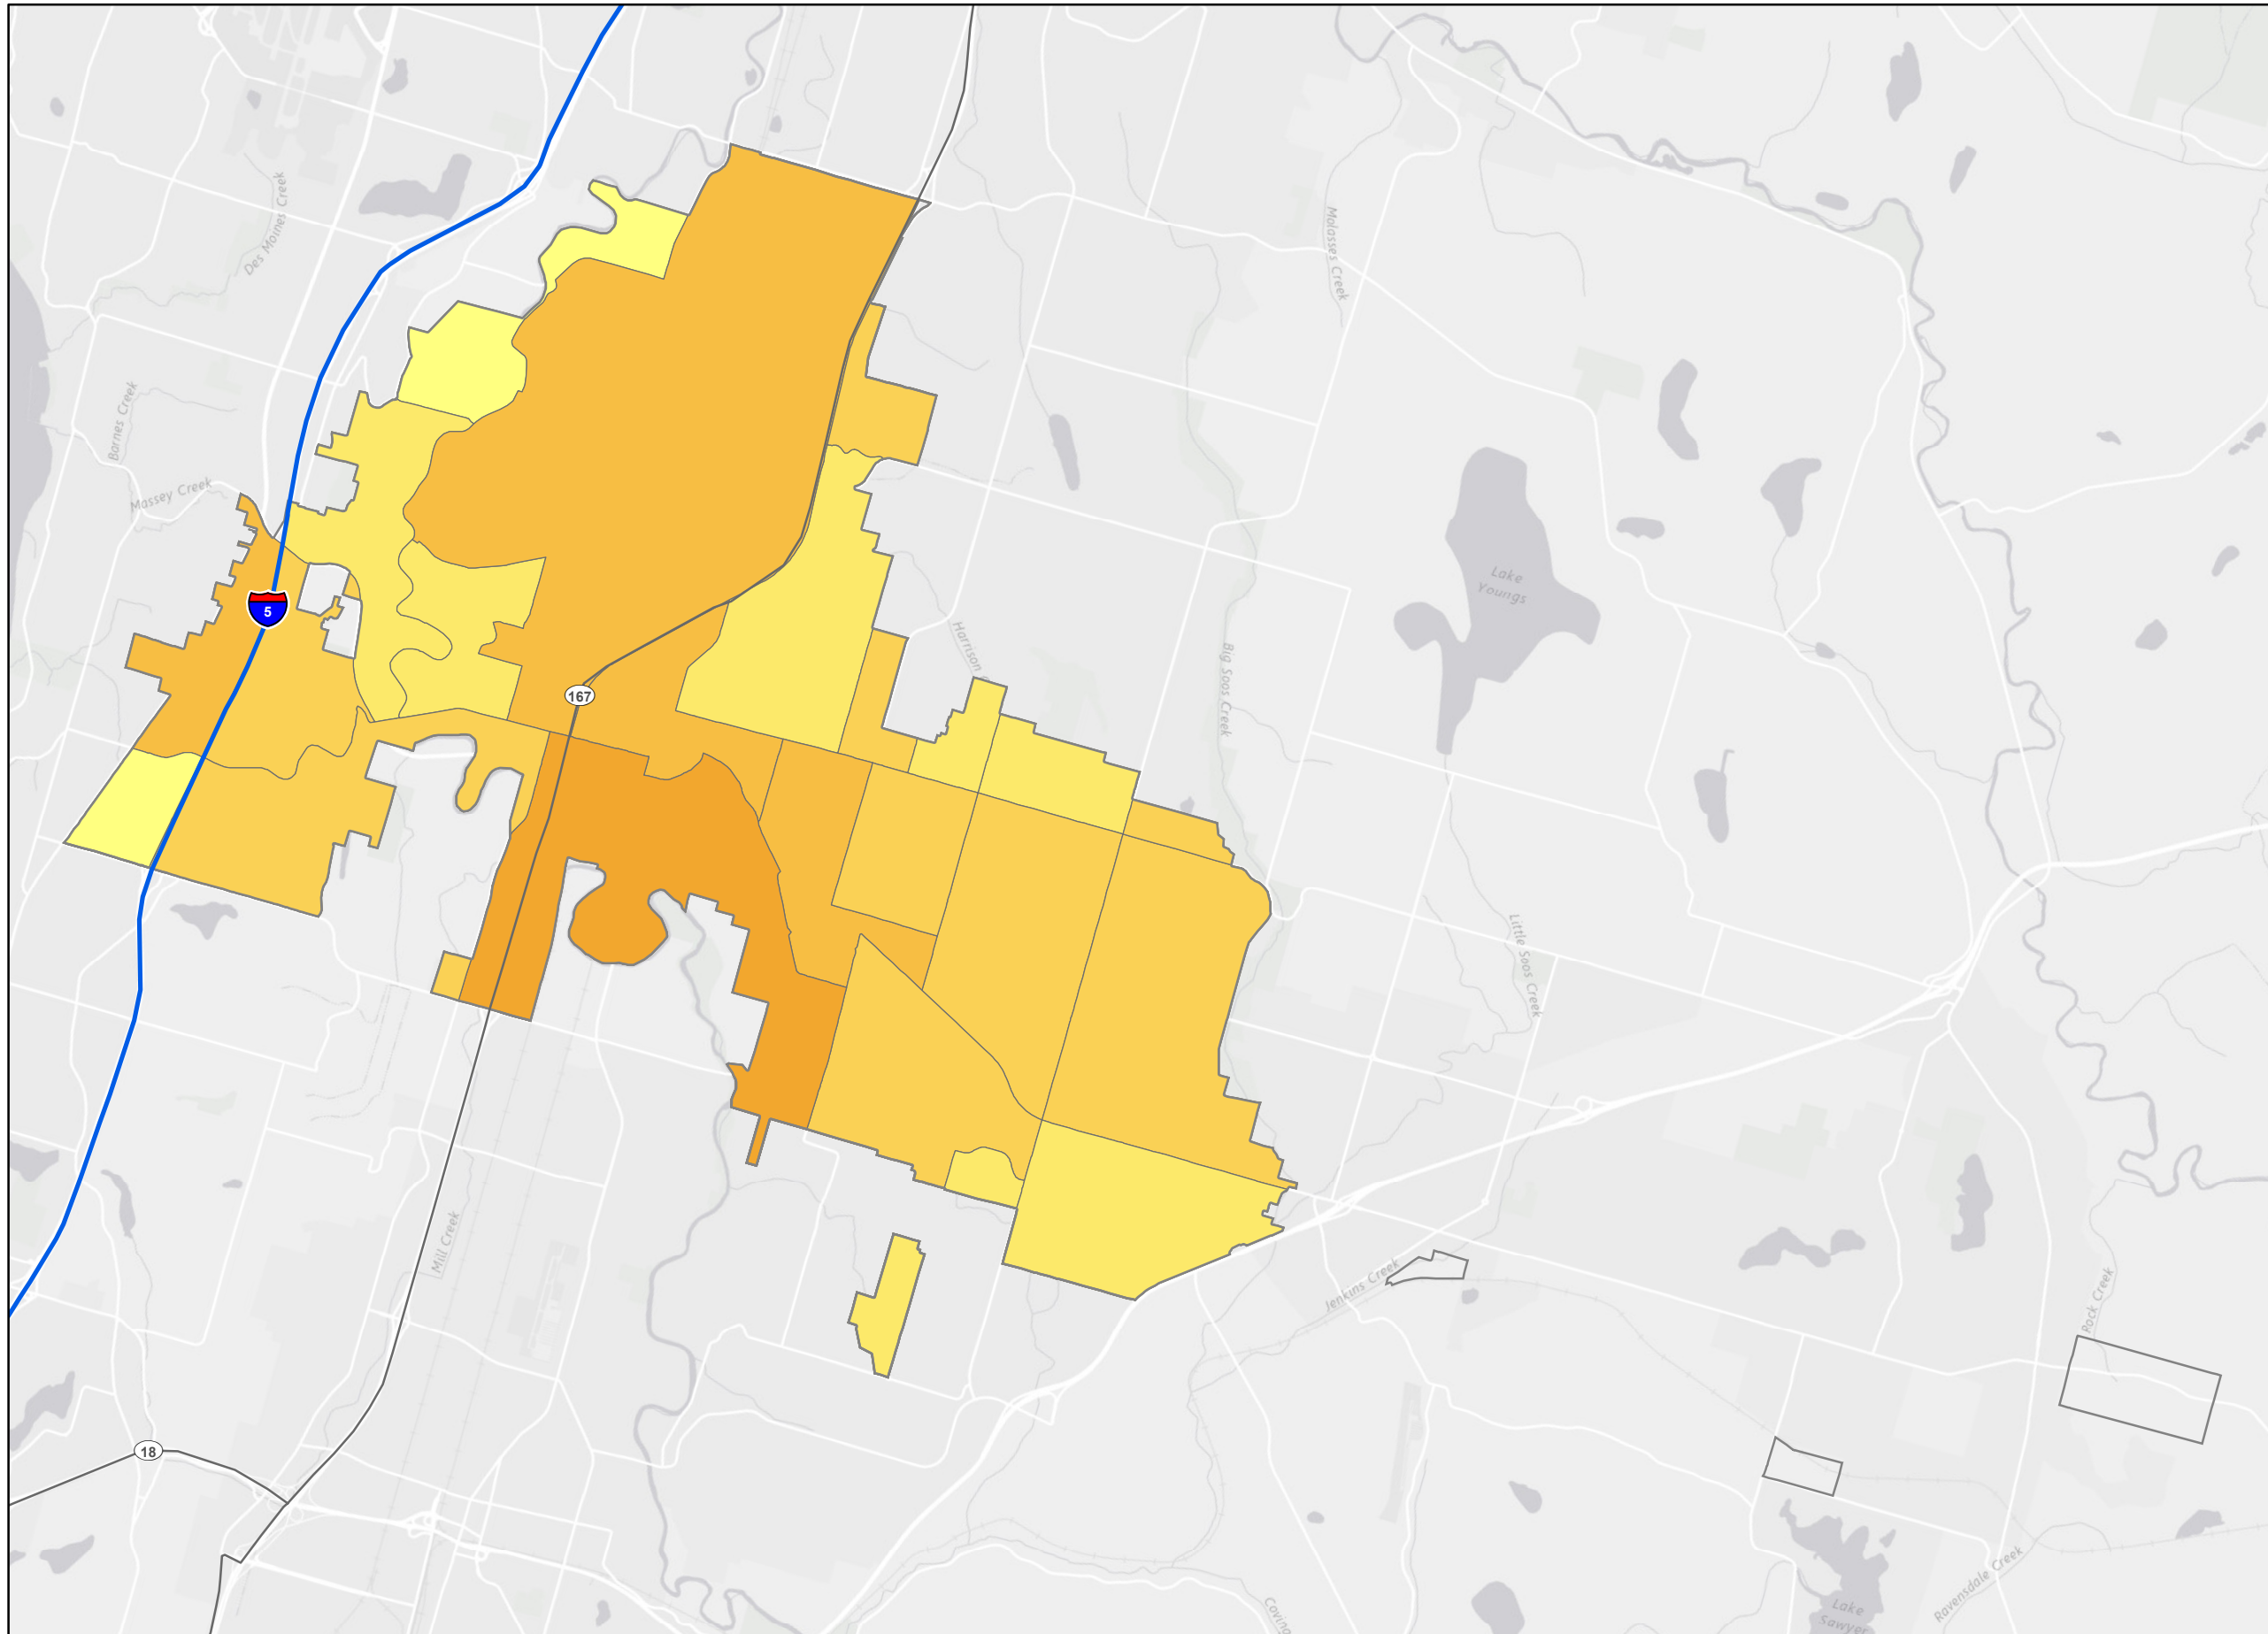 Des Moines Creek
Molasses Creek
Barnes Creek
Massey Creek
Lake
Youngs
5
Harrison
Big Soos Creek
167
Little Soos Creek
Mill Creek
Jenkins Creek
Rock Creek
18
Ravensdale Creek
Lake
Sawyer
Coving